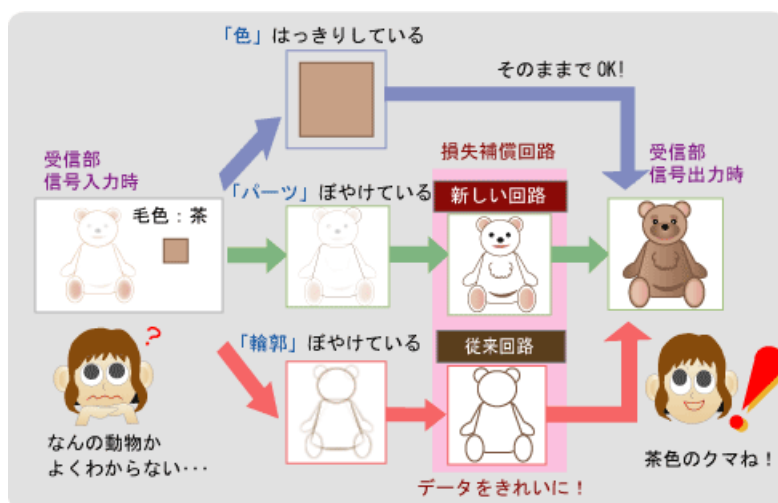 「色」はっきりしている
そのままでOK!
受信部
信号入力時
損失補償回路
受信部
信号出力時
「パーツ」ぼやけている
新しい回路
毛色：茶
「輪郭」ぼやけている
従来回路
?
なんの動物か
よくわからない･･･
データをきれいに！
!
茶色のクマね！